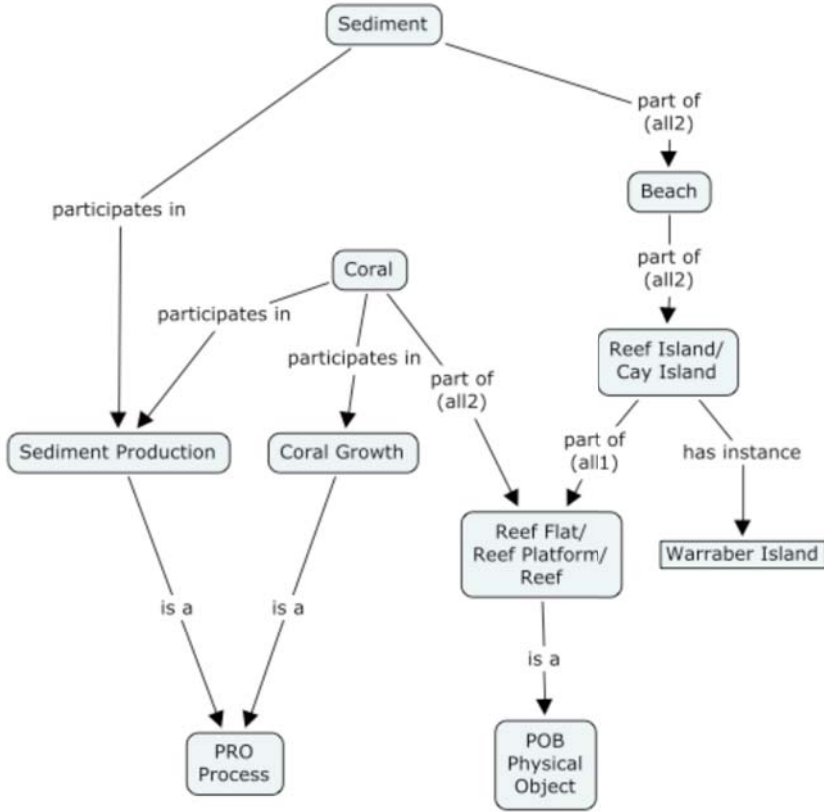 Sediment
part of
(all2)
participates in
Beach
part of
(all2)
Coral
participates in
participates in
part of
(all2)
Reef Island/
Cay Island
Sediment Production
Coral Growth
part of
(all1)
has instance
Reef Flat/
Reef Platform/
Reef
Warraber Island
is a
is a
is a
PRO
Process
POB
Physical
Object